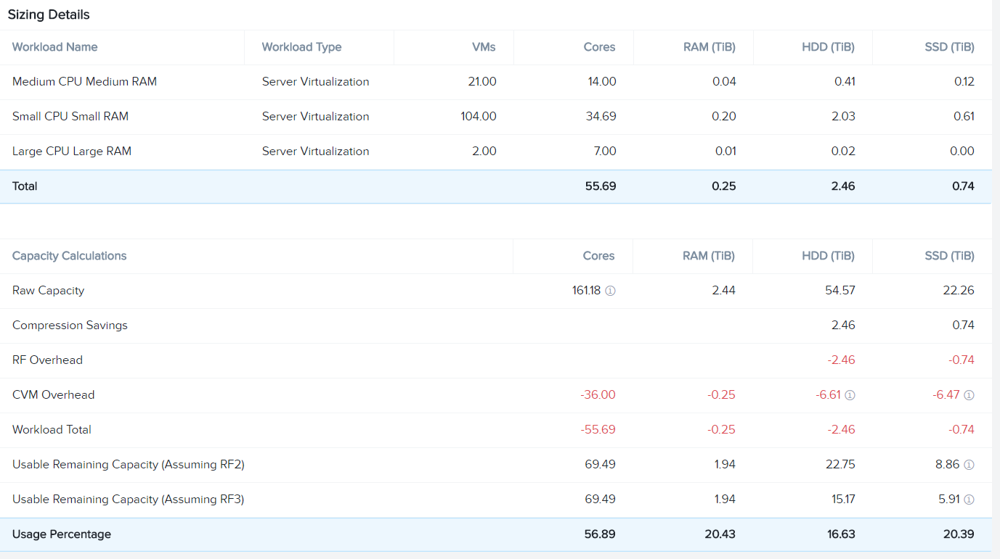 Sizing Details
Workload Name Workload Type VMs Cores RAM (TiB) HDD (TiB) SSD (TiB)
Medium CPU Medium RAM Server Virtualization 21.00 14.00 0.04 0.41 0.12
Small CPU Small RAM Server Virtualization 104.00 34.69 0.20 2.03 0.61
Large CPU Large RAM Server Virtualization 2.00 7.00 0.01 0.02 0.00
Total 55.69 0.25 2.46 0.74
Capacity Calculations Cores RAM (TiB) HDD (TiB) SSD (TiB)
Raw Capacity 161.18 2.44 54.57 22.26
Compression Savings 2.46 0.74
RF Overhead -2.46 -0.74
CVM Overhead -36.00 -0.25 -6.61 -6.47
Workload Total -55.69 -0.25 -2.46 -0.74
Usable Remaining Capacity (Assuming RF2) 69.49 1.94 22.75 8.86
Usable Remaining Capacity (Assuming RF3) 69.49 1.94 15.17 5.91
Usage Percentage 56.89 20.43 16.63 20.39